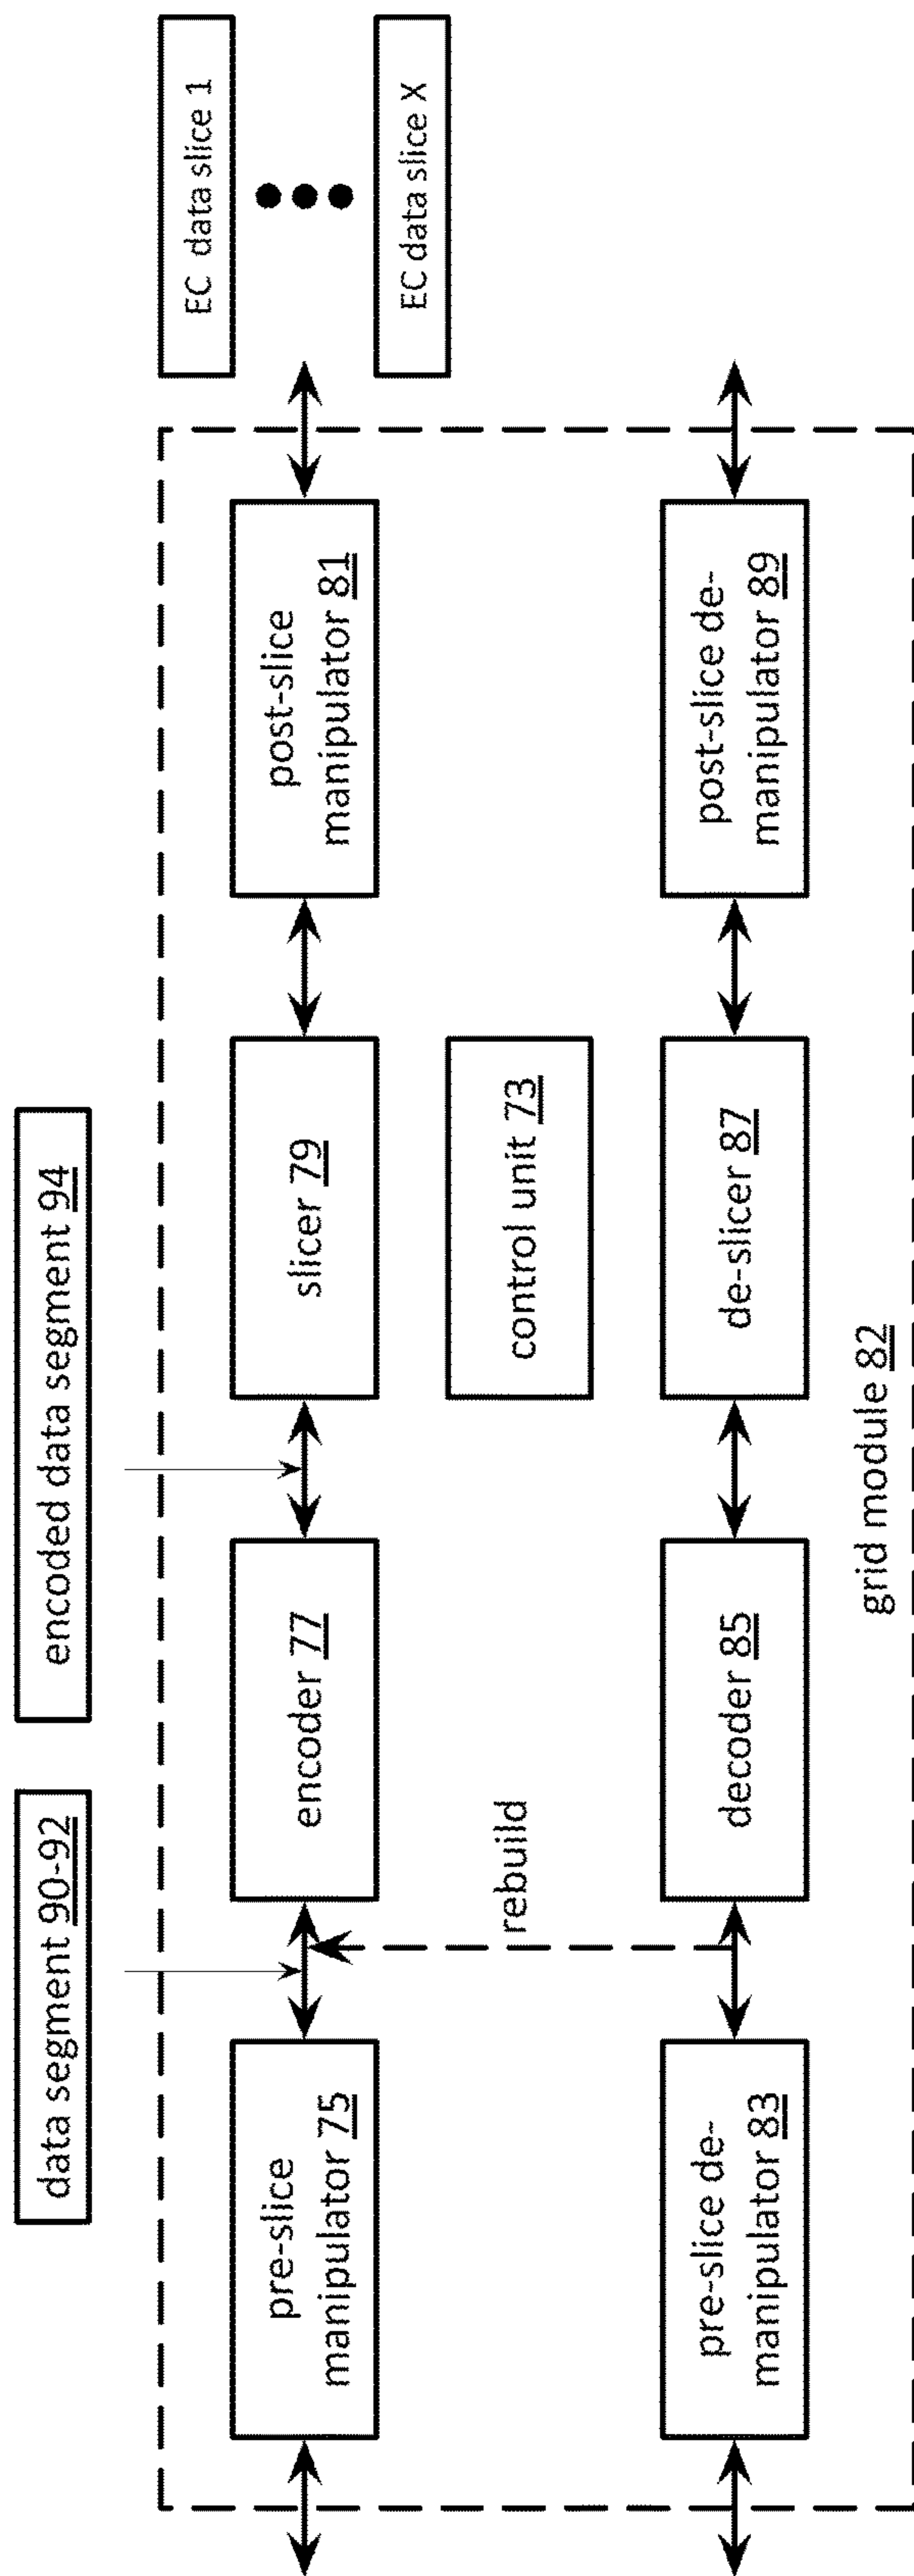 data segment 90-92
encoded data segment 94
pre-slice
manipulator 75
encoder 77
slicer 79
post-slice
manipulator 81
EC data slice 1
EC data slice X
rebuild
control unit 73
pre-slice de-
manipulator 83
decoder 85
de-slicer 87
post-slice de-
manipulator 89
grid module 82